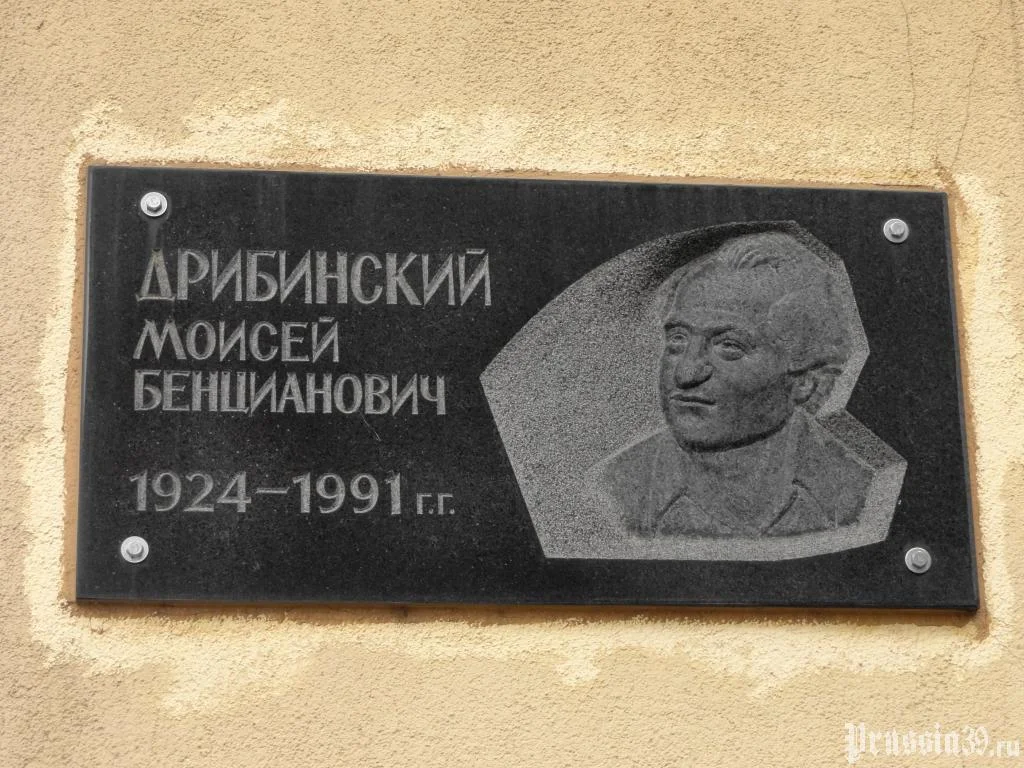 ДРИБИНСКИЙ
МОИСЕЙ
БЕНЦИАНОВИЧ
1924-1991 г.г.
Prussia39.ru